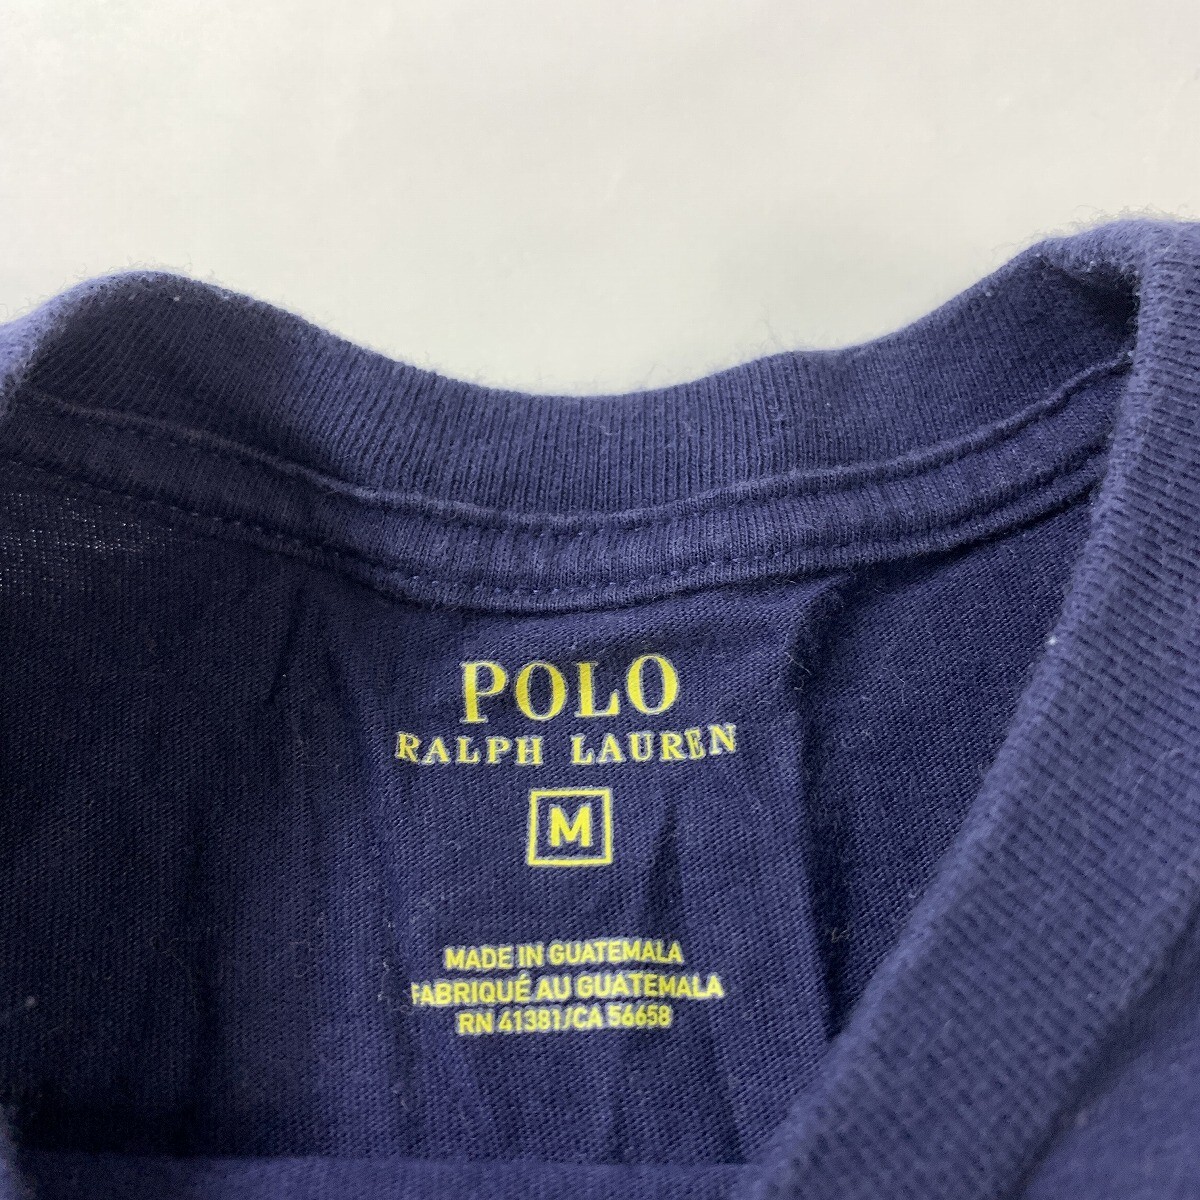 POLO
RALPH LAUREN
M
MADE IN GUATEMALA
FABRIQUÉ AU GUATEMALA
RN 41381/CA 56658